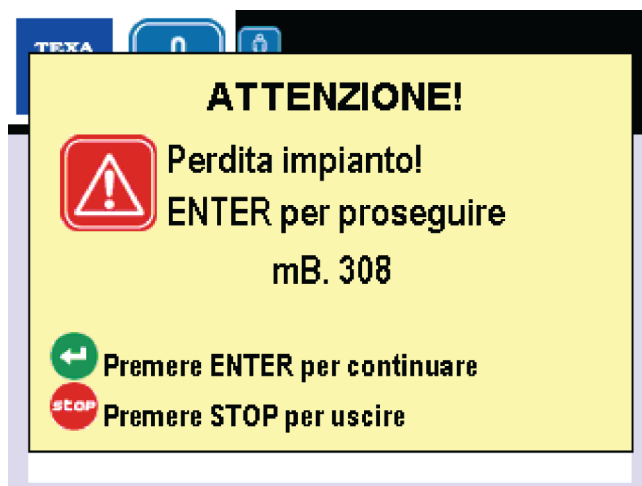 TEXA
ATTENZIONE!
Perdita impianto!
ENTER per proseguire
mB. 308
Premere ENTER per continuare
stop Premere STOP per uscire